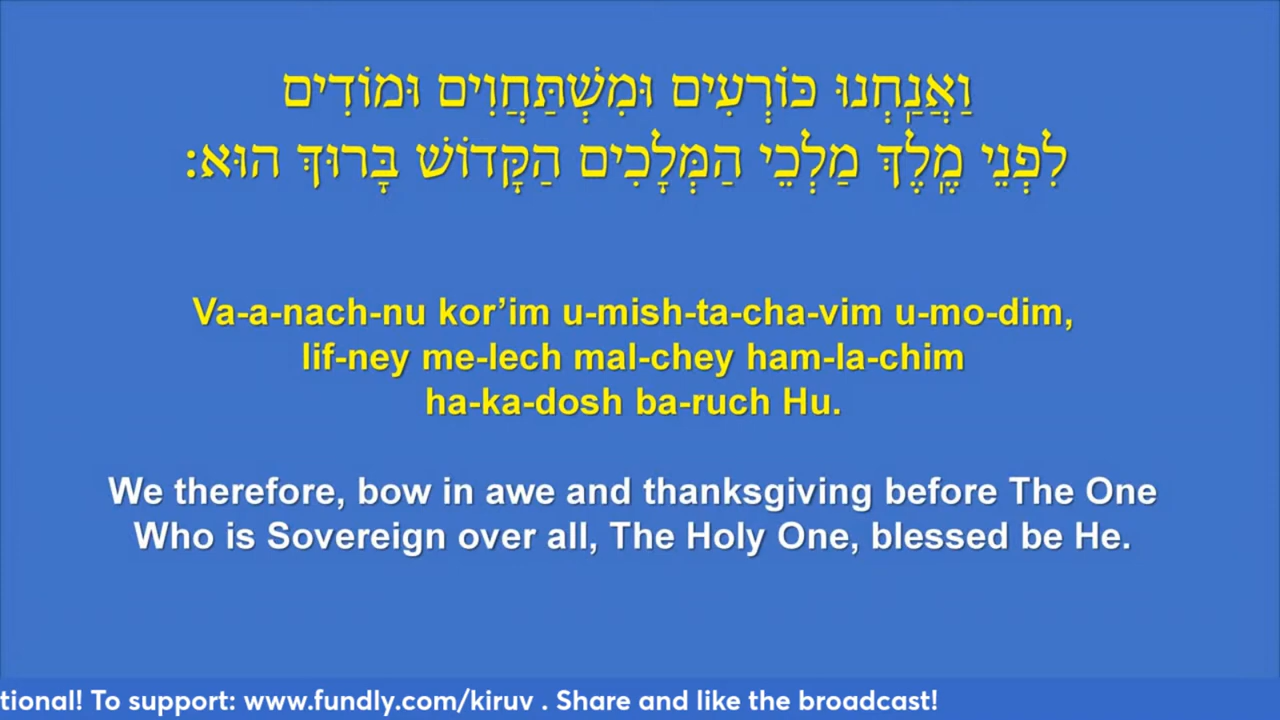 וַאֲנַֽחְנוּ כּוֹרְעִים וּמִשְׁתַּחֲוִים וּמוֹדִים
לִפְנֵי מֶֽלֶךְ מַלְכֵי הַמְּלָכִים הַקָּדוֹשׁ בָּרוּךְ הוּא׃
Va-a-nach-nu kor’im u-mish-ta-cha-vim u-mo-dim,
lif-ney me-lech mal-chey ham-la-chim
ha-ka-dosh ba-ruch Hu.
We therefore, bow in awe and thanksgiving before The One
Who is Sovereign over all, The Holy One, blessed be He.
tional! To support: www.fundly.com/kiruv . Share and like the broadcast!